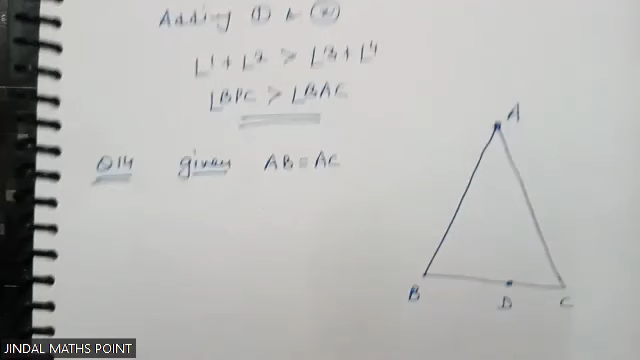 Adding ① & ②
∠1 + ∠2 > ∠3 + ∠4
∠BPC > ∠BAC
Q14 given AB = AC
A
B D C
JINDAL MATHS POINT